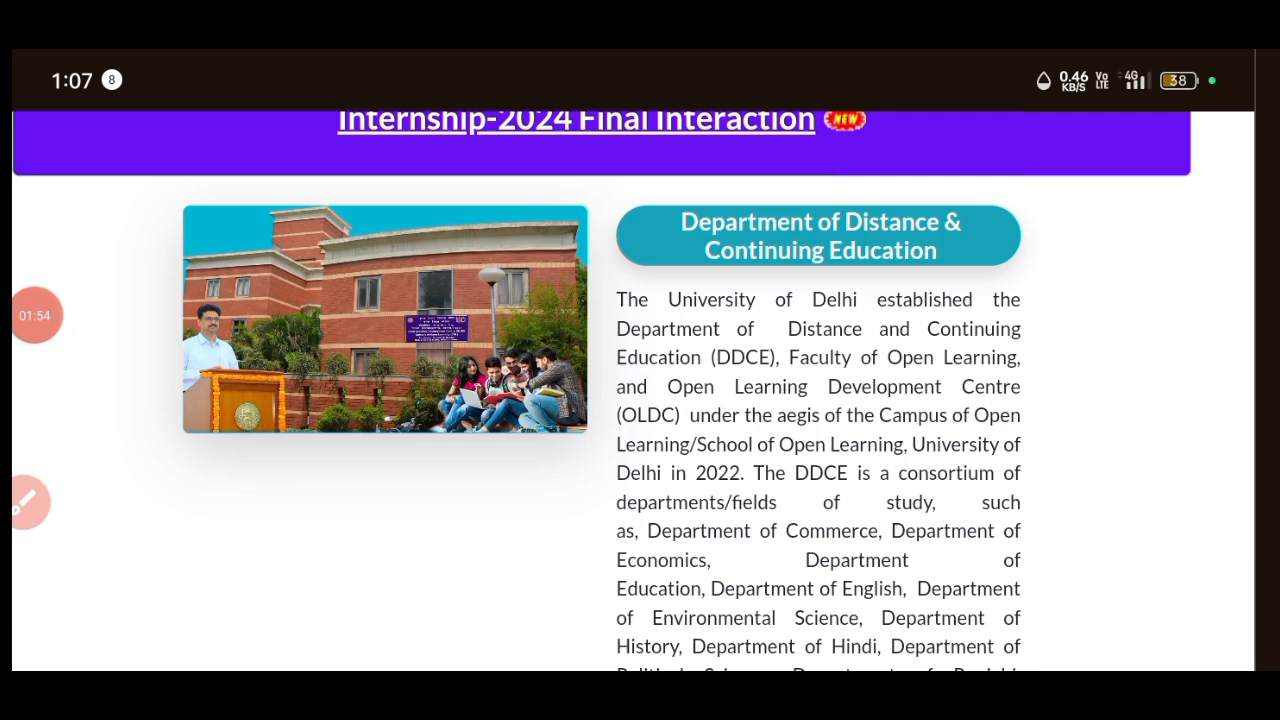 1:07 8
0.46 KB/S Vo LTE 4G 38
Internship-2024 Final Interaction NEW
Department of Distance &
Continuing Education
01:54
The University of Delhi established the
Department of Distance and Continuing
Education (DDCE), Faculty of Open Learning,
and Open Learning Development Centre
(OLDC) under the aegis of the Campus of Open
Learning/School of Open Learning, University of
Delhi in 2022. The DDCE is a consortium of
departments/fields of study, such
as, Department of Commerce, Department of
Economics, Department of
Education, Department of English, Department
of Environmental Science, Department of
History, Department of Hindi, Department of